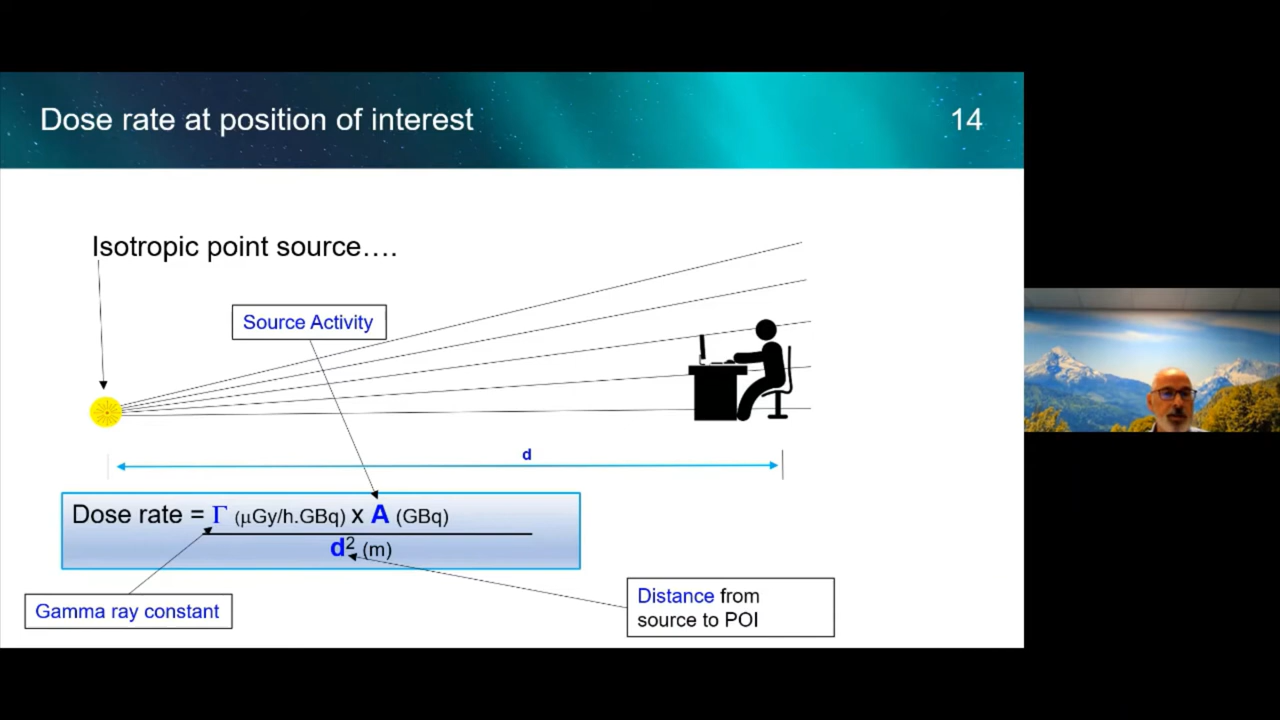 Dose rate at position of interest
14
Isotropic point source….
Source Activity
d
Dose rate = Γ (μGy/h.GBq) x A (GBq)
d² (m)
Gamma ray constant
Distance from
source to POI